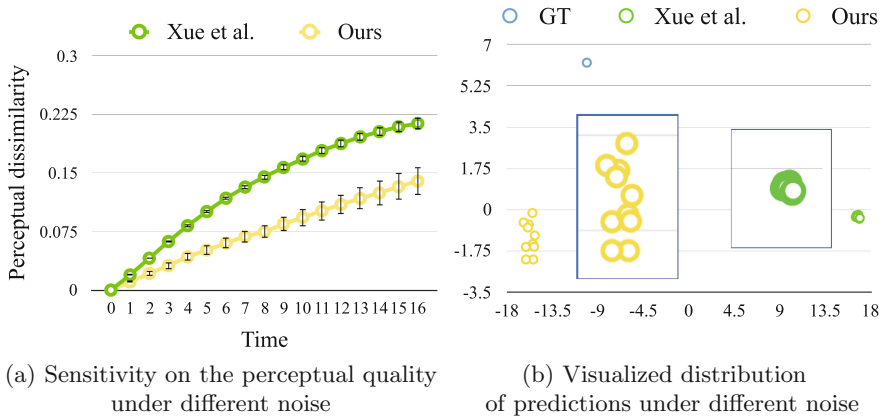 Xue et al. Ours
Perceptual dissimilarity
0.3
0.225
0.15
0.075
0
0 1 2 3 4 5 6 7 8 9 10 11 12 13 14 15 16
Time
(a) Sensitivity on the perceptual quality
under different noise
GT Xue et al. Ours
7
5.25
3.5
1.75
0
-1.75
-3.5
-18 -13.5 -9 -4.5 0 4.5 9 13.5 18
(b) Visualized distribution
of predictions under different noise